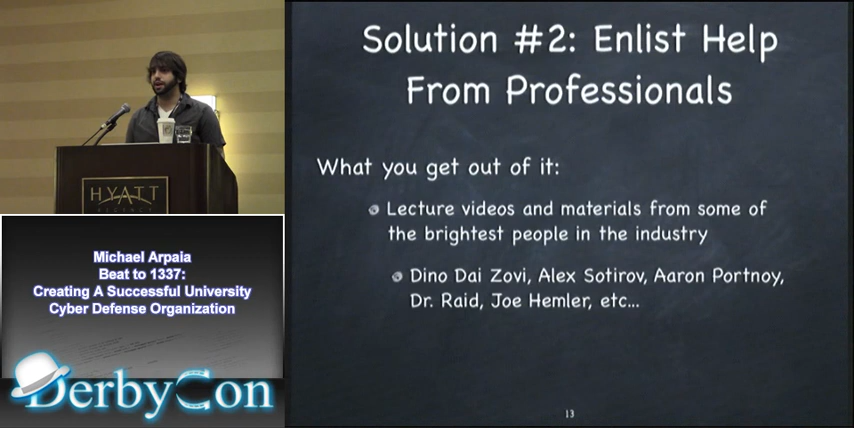 Solution #2: Enlist Help
From Professionals
What you get out of it:
Lecture videos and materials from some of
the brightest people in the industry
Dino Dai Zovi, Alex Sotirov, Aaron Portnoy,
Dr. Raid, Joe Hemler, etc...
13
HYATT
REGENCY
Michael Arpaia
Beat to 1337:
Creating A Successful University
Cyber Defense Organization
DerbyCon